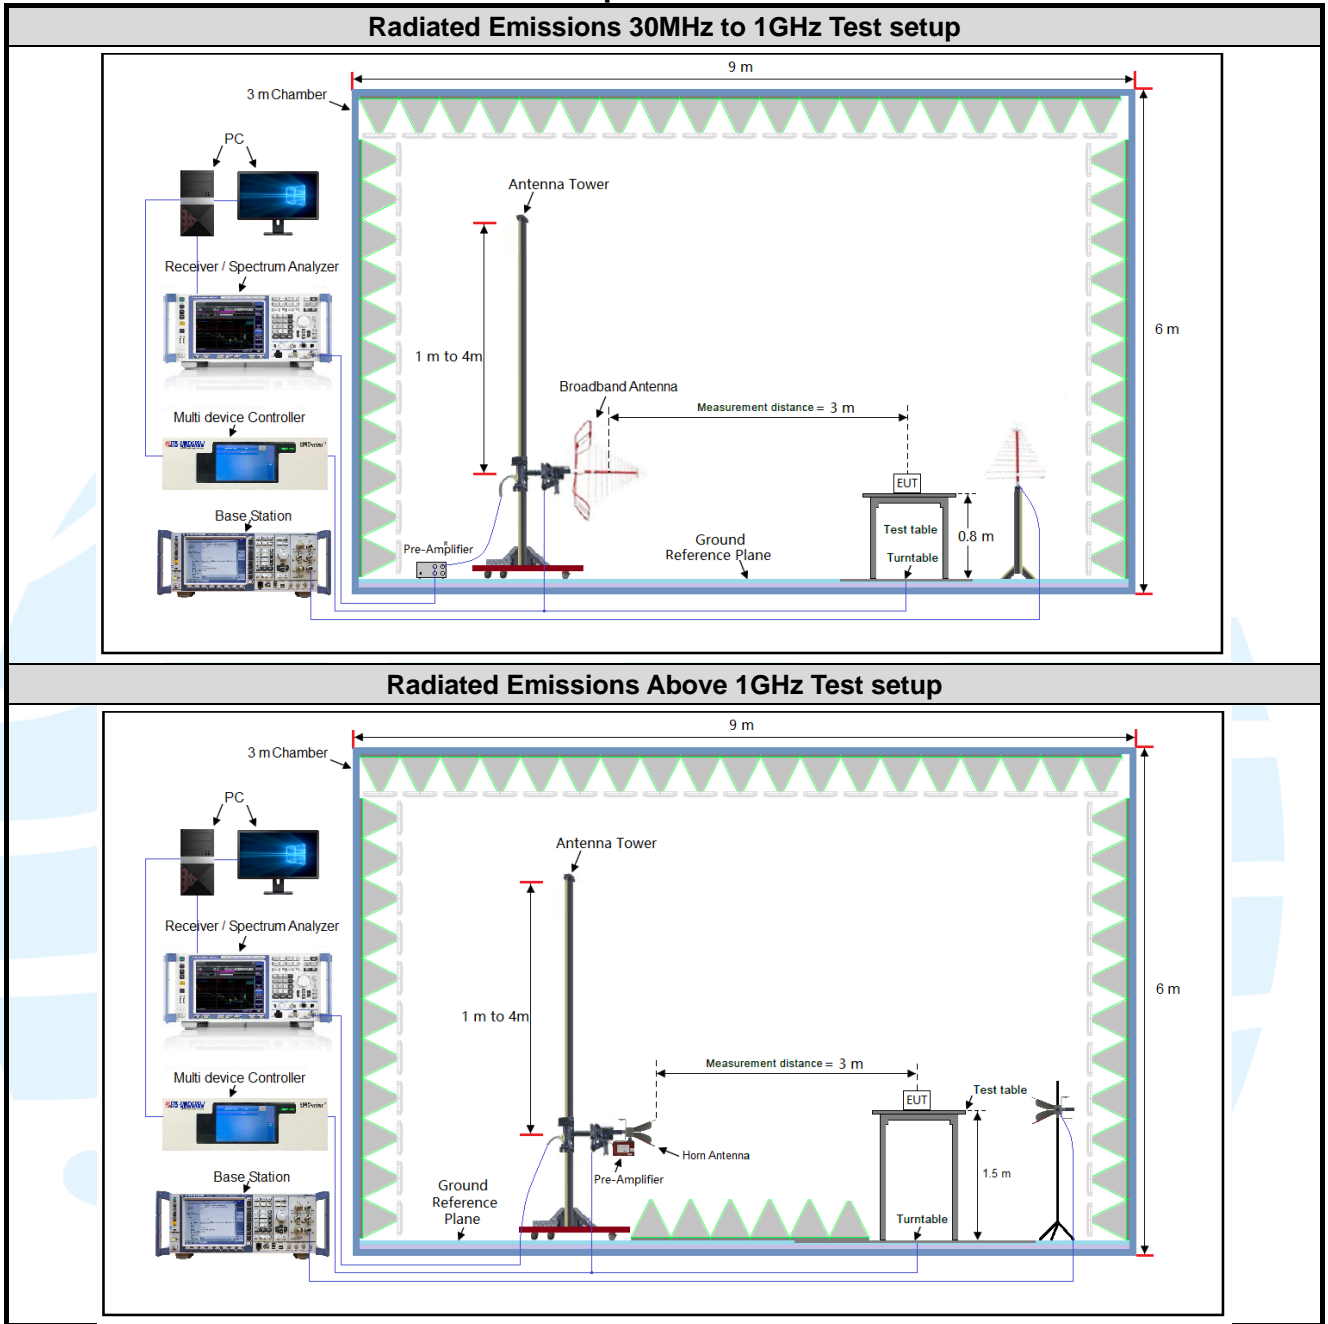 Radiated Emissions 30MHz to 1GHz Test setup
9 m
3 m Chamber
PC
Antenna Tower
Receiver / Spectrum Analyzer
6 m
1 m to 4m
Broadband Antenna
Measurement distance = 3 m
Multi device Controller
EUT
Base Station
Test table
0.8 m
Ground
Reference Plane
Pre-Amplifier
Turntable
Radiated Emissions Above 1GHz Test setup
9 m
3 m Chamber
PC
Antenna Tower
Receiver / Spectrum Analyzer
6 m
1 m to 4m
Measurement distance = 3 m
Multi device Controller
Test table
EUT
Horn Antenna
Pre-Amplifier
1.5 m
Base Station
Ground
Reference
Plane
Turntable